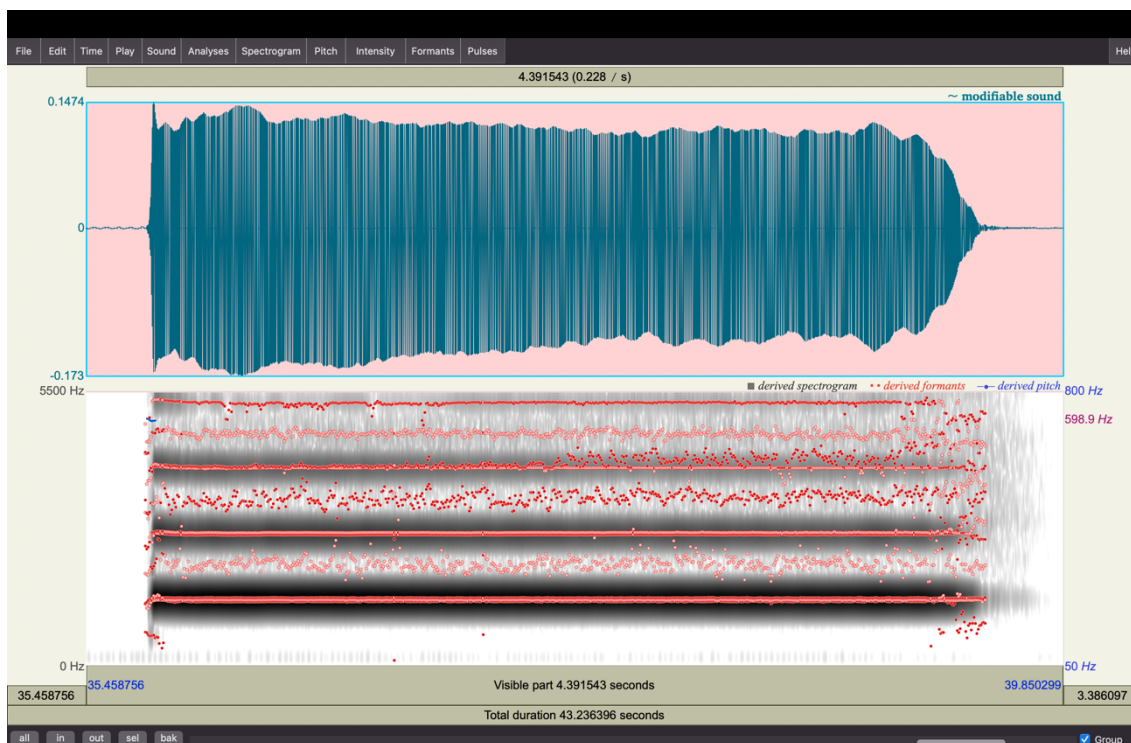 File Edit Time Play Sound Analyses Spectrogram Pitch Intensity Formants Pulses Hel
4.391543 (0.228 / s)
0.1474
~ modifiable sound
0
-0.173
5500 Hz
derived spectrogram derived formants derived pitch
800 Hz
598.9 Hz
0 Hz
50 Hz
35.458756
Visible part 4.391543 seconds
39.850299
35.458756
3.386097
Total duration 43.236396 seconds
all in out sel bak
Group